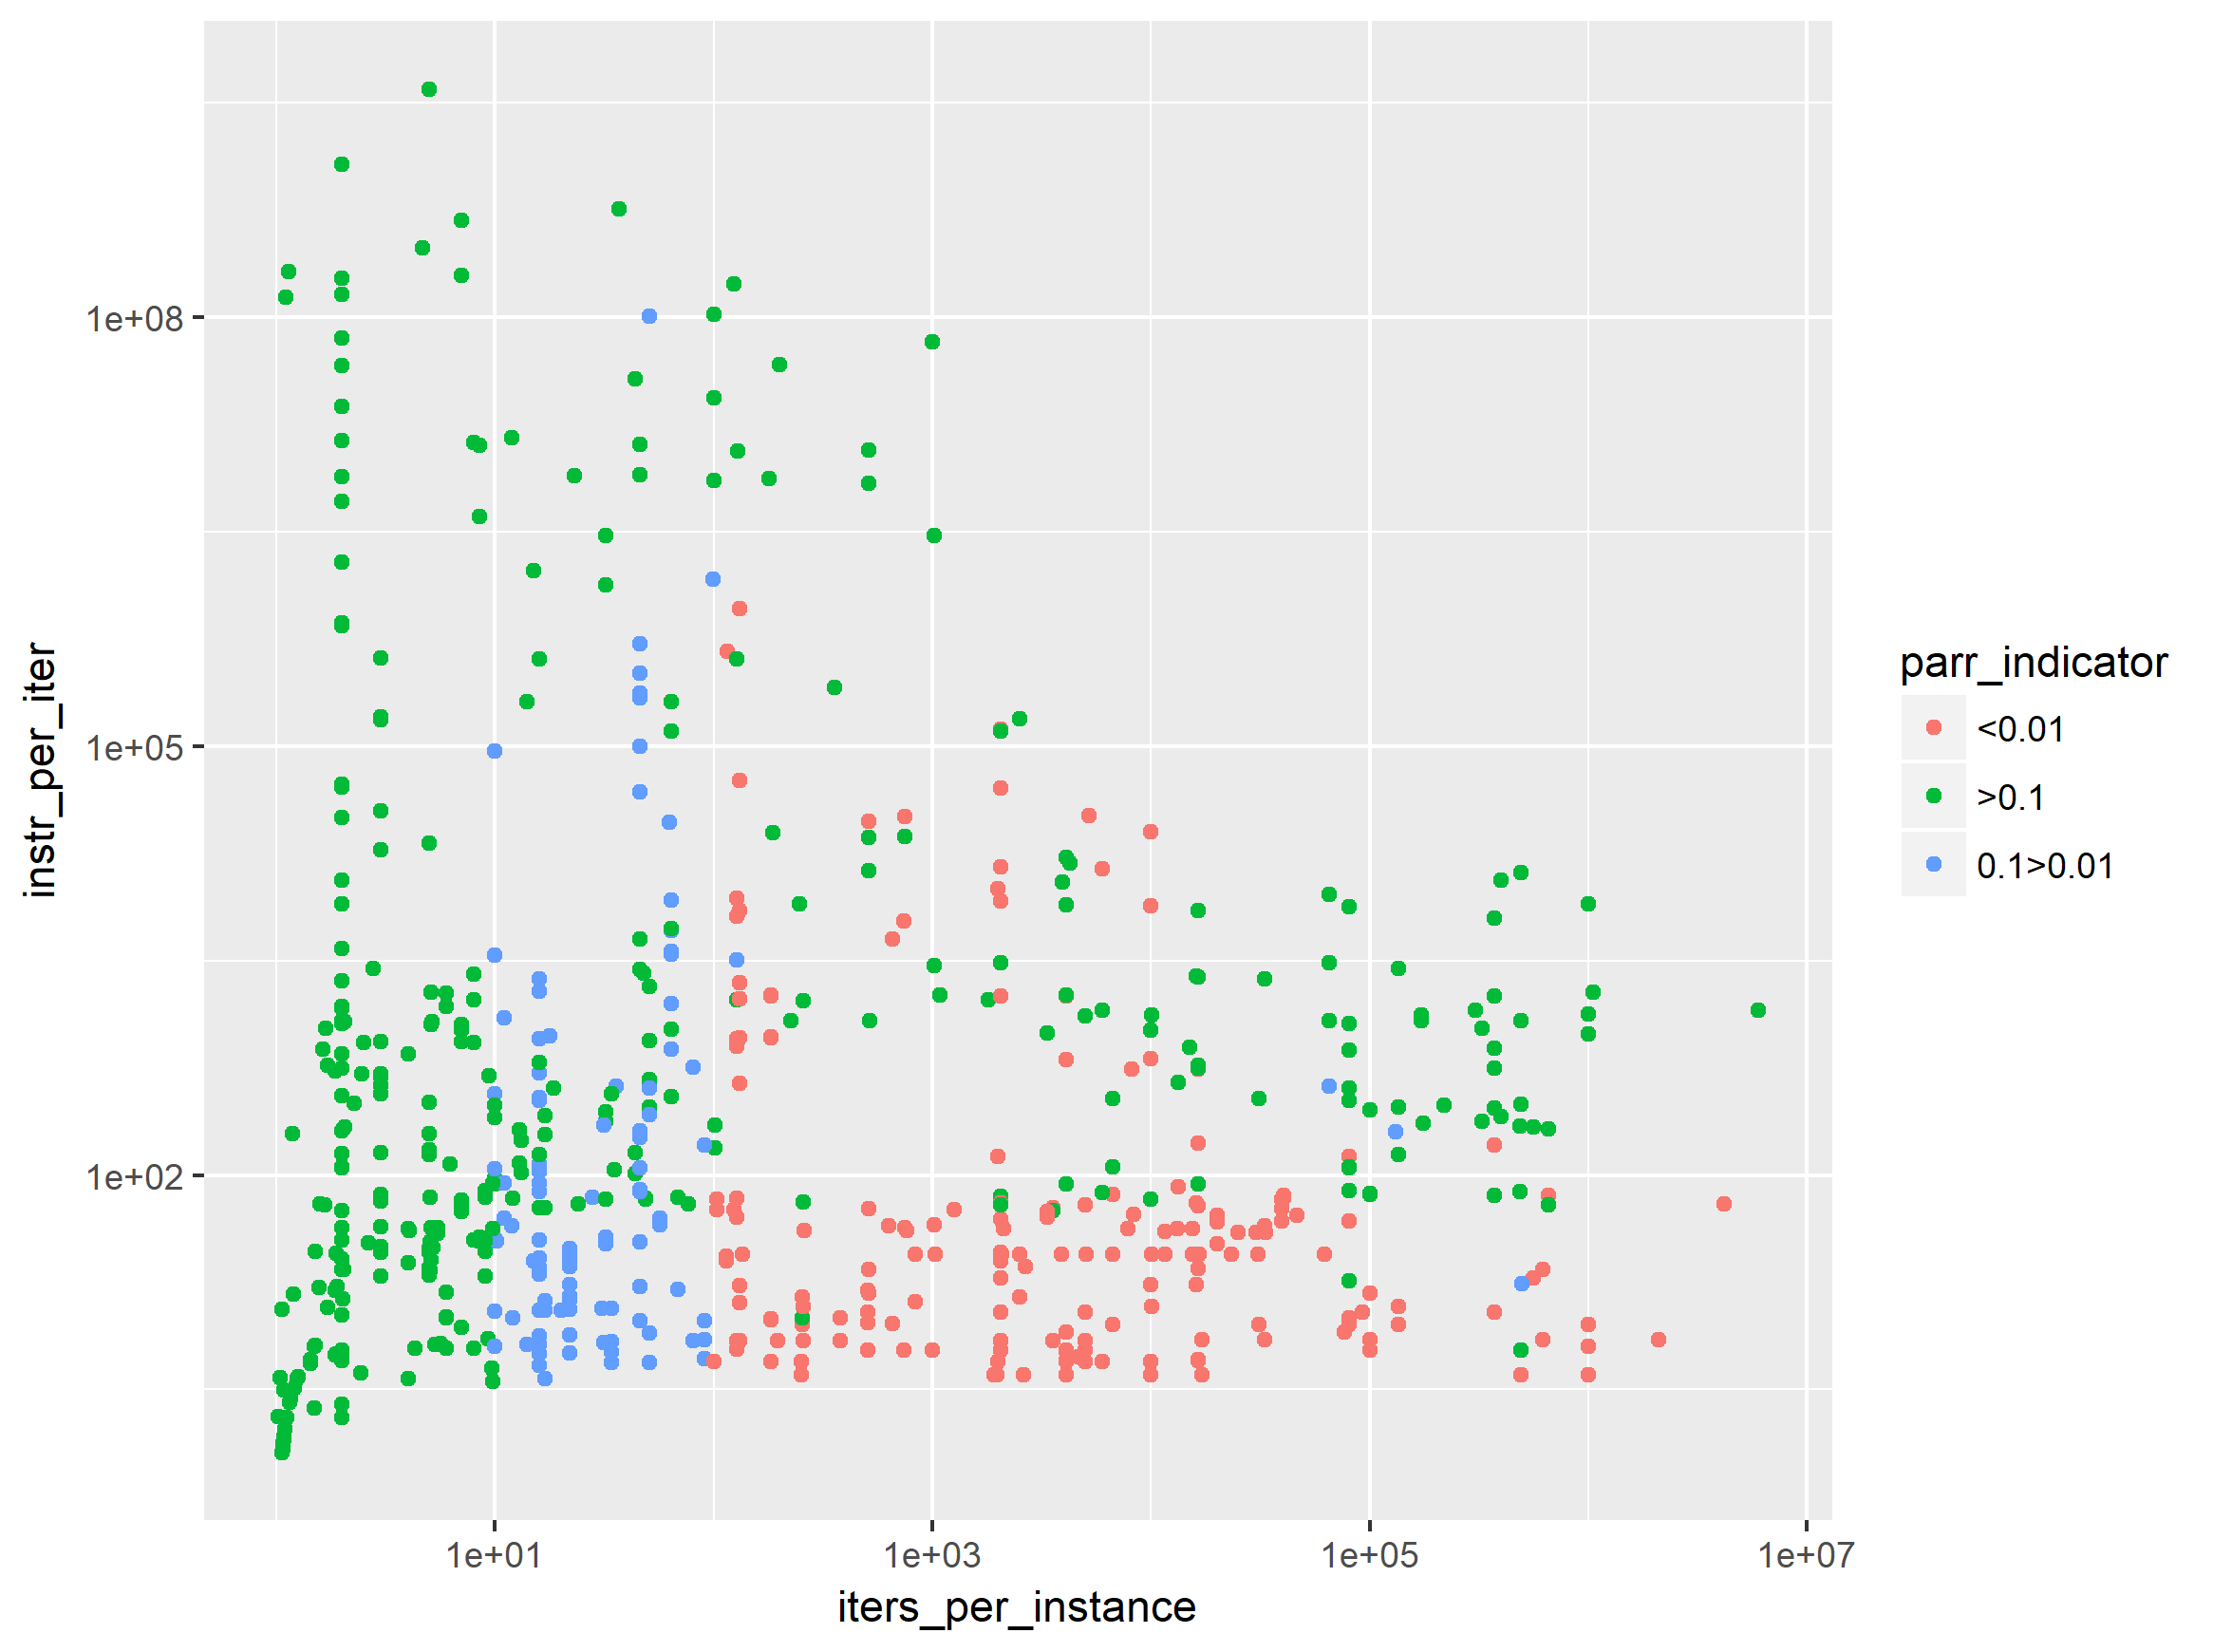 1e+08
1e+05
1e+02
instr_per_iter
1e+01
1e+03
1e+05
1e+07
iters_per_instance
parr_indicator
<0.01
>0.1
0.1>0.01